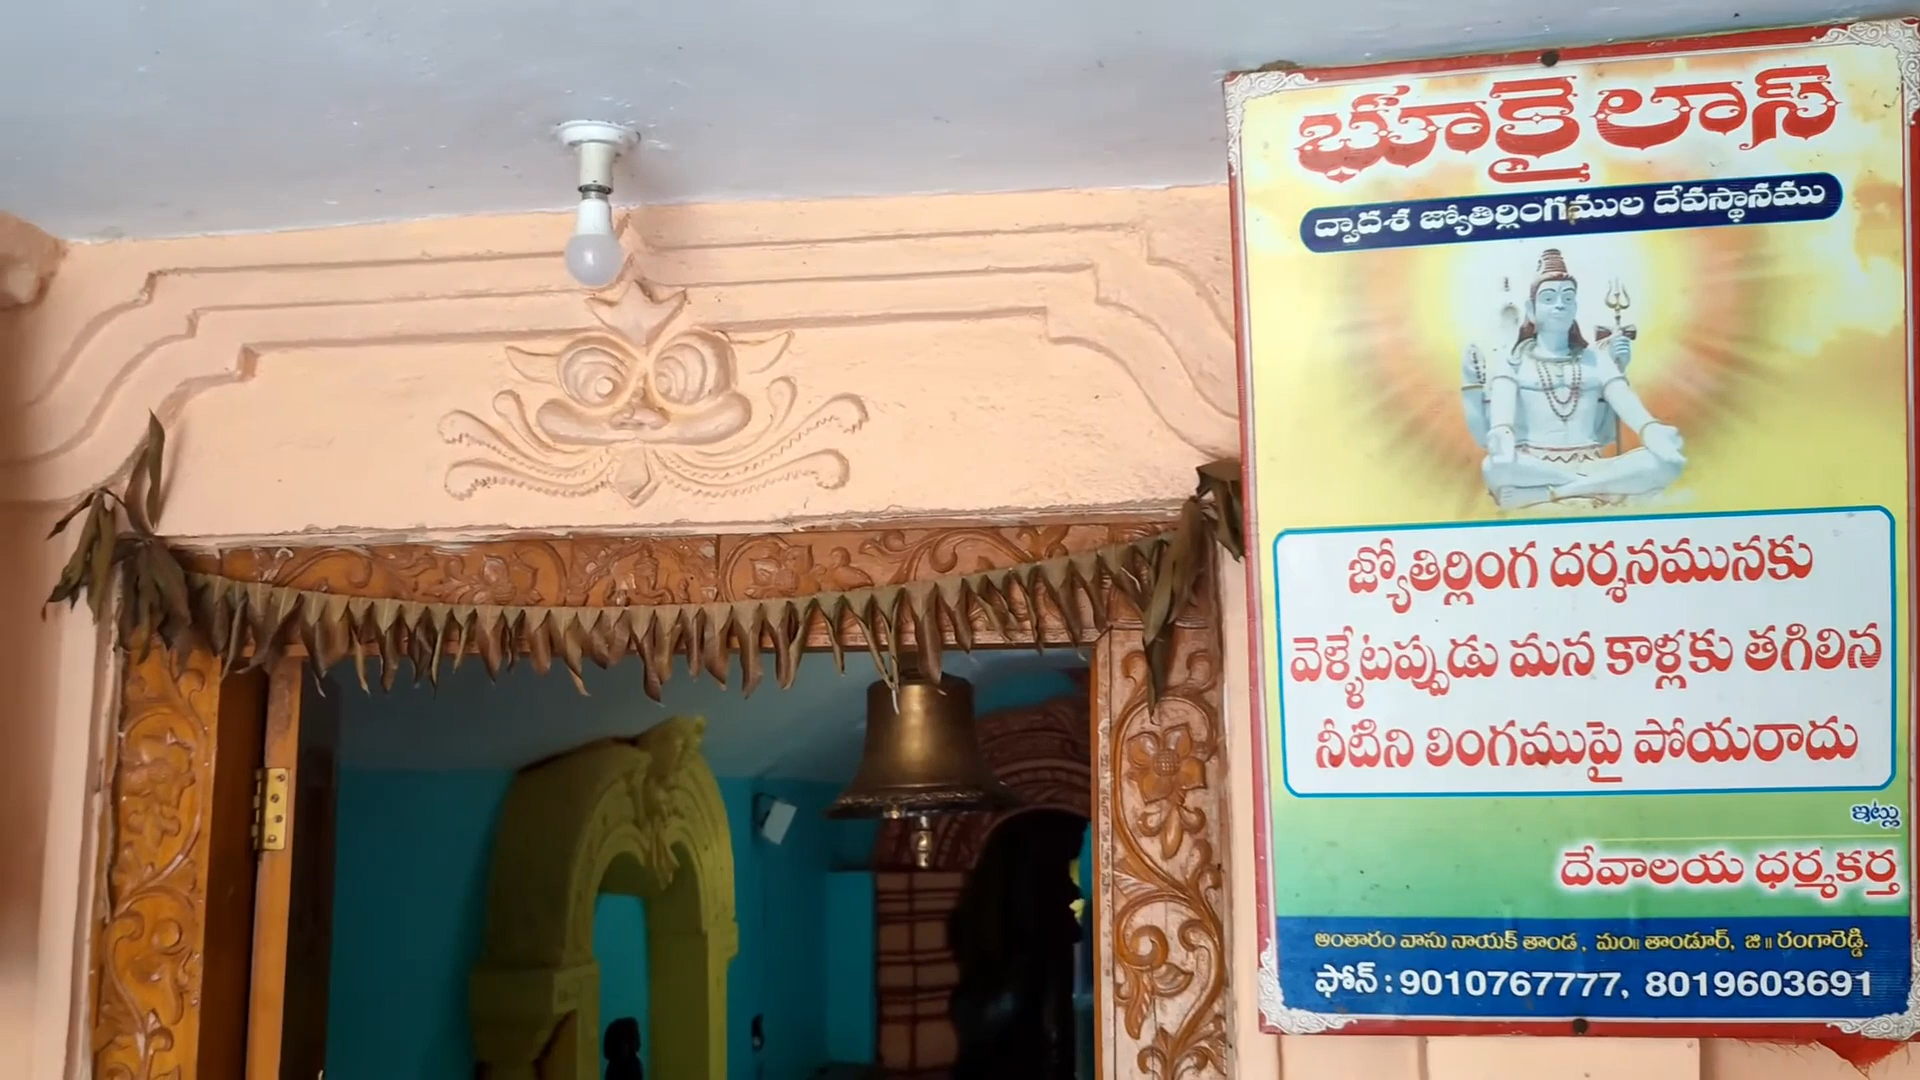 భూకైలాస్
ద్వాదశ జ్యోతిర్లింగముల దేవస్థానము
జ్యోతిర్లింగ దర్శనమునకు
వెళ్ళేటప్పుడు మన కాళ్లకు తగిలిన
నీటిని లింగముపై పోయరాదు
ఇట్లు
దేవాలయ ధర్మకర్త
అంతారం వాసు నాయక్ తాండ, మం॥ తాండూర్, జి॥ రంగారెడ్డి.
ఫోన్ : 9010767777, 8019603691